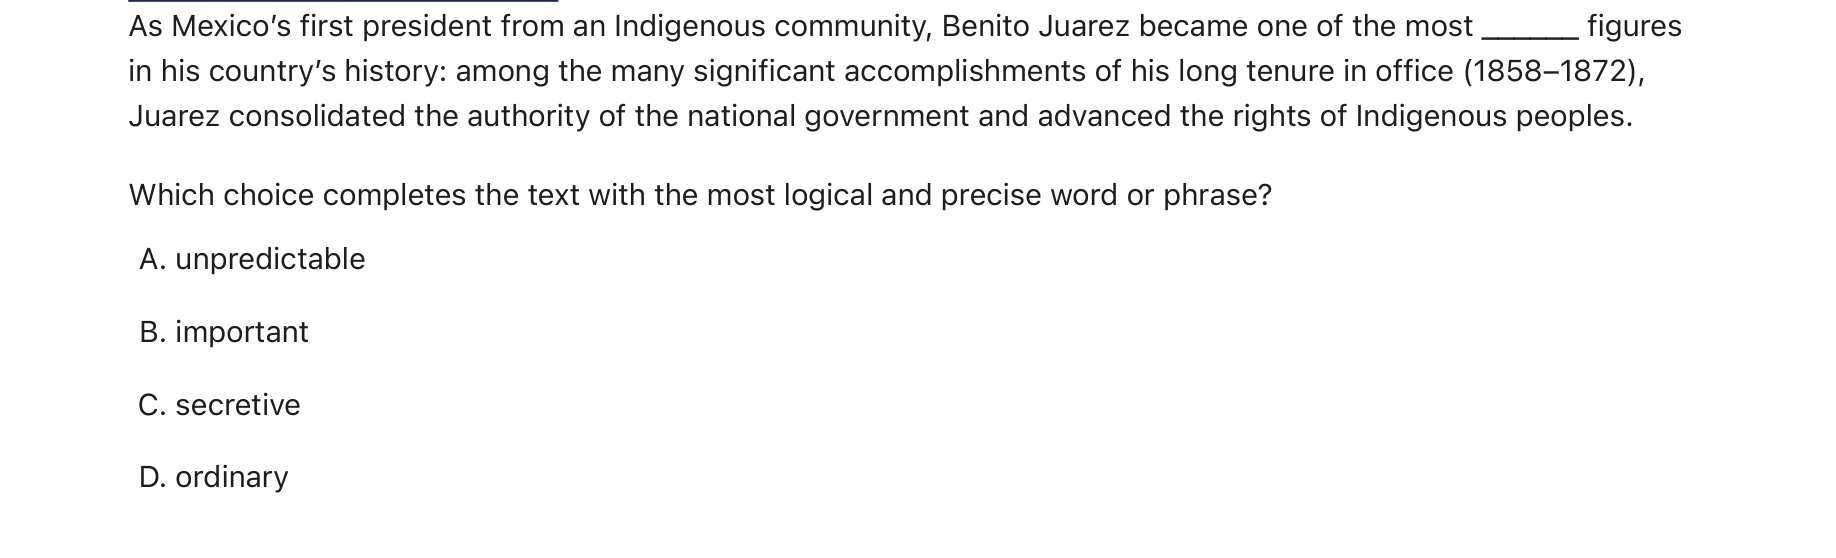 As Mexico’s first president from an Indigenous community, Benito Juarez became one of the most ______ figures
in his country’s history: among the many significant accomplishments of his long tenure in office (1858–1872),
Juarez consolidated the authority of the national government and advanced the rights of Indigenous peoples.
Which choice completes the text with the most logical and precise word or phrase?
A. unpredictable
B. important
C. secretive
D. ordinary